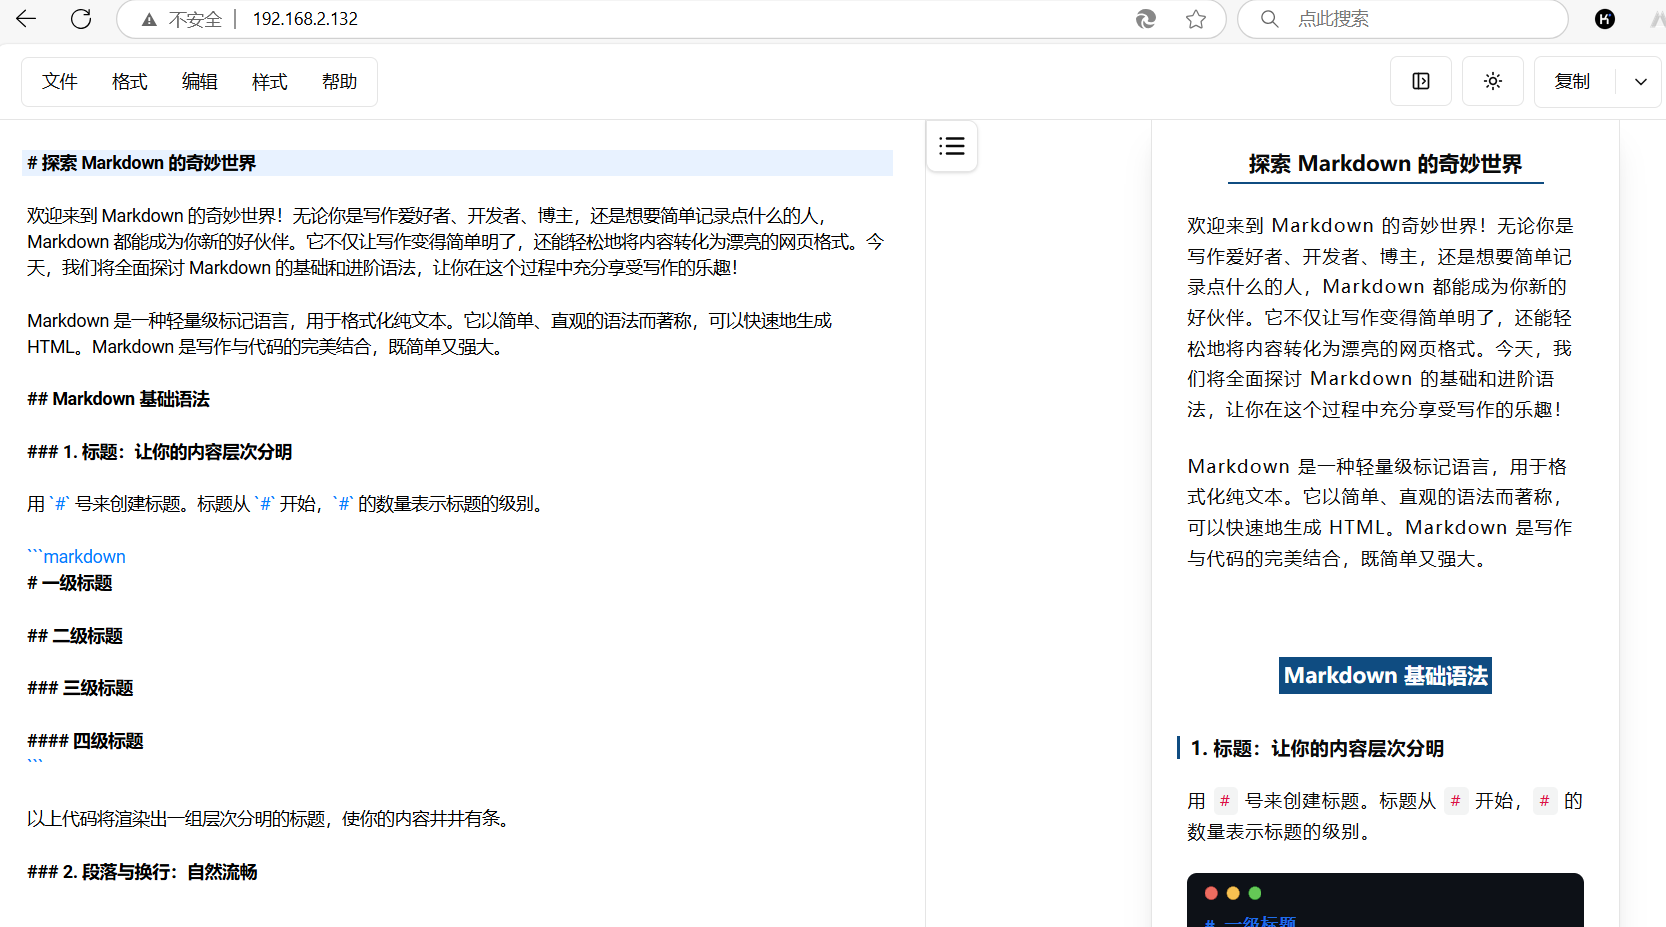 不安全 192.168.2.132 点此搜索 K
文件 格式 编辑 样式 帮助 复制
# 探索 Markdown 的奇妙世界
欢迎来到 Markdown 的奇妙世界！无论你是写作爱好者、开发者、博主，还是想要简单记录点什么的人，
Markdown 都能成为你新的好伙伴。它不仅让写作变得简单明了，还能轻松地将内容转化为漂亮的网页格式。今
天，我们将全面探讨 Markdown 的基础和进阶语法，让你在这个过程中充分享受写作的乐趣！
Markdown 是一种轻量级标记语言，用于格式化纯文本。它以简单、直观的语法而著称，可以快速地生成
HTML。Markdown 是写作与代码的完美结合，既简单又强大。
## Markdown 基础语法
### 1. 标题：让你的内容层次分明
用 `#` 号来创建标题。标题从 `#` 开始，`#` 的数量表示标题的级别。
```markdown
# 一级标题
## 二级标题
### 三级标题
#### 四级标题
```
以上代码将渲染出一组层次分明的标题，使你的内容井井有条。
### 2. 段落与换行：自然流畅
探索 Markdown 的奇妙世界
欢迎来到 Markdown 的奇妙世界！无论你是
写作爱好者、开发者、博主，还是想要简单记
录点什么的人，Markdown 都能成为你新的
好伙伴。它不仅让写作变得简单明了，还能轻
松地将内容转化为漂亮的网页格式。今天，我
们将全面探讨 Markdown 的基础和进阶语
法，让你在这个过程中充分享受写作的乐趣！
Markdown 是一种轻量级标记语言，用于格
式化纯文本。它以简单、直观的语法而著称，
可以快速地生成 HTML。Markdown 是写作
与代码的完美结合，既简单又强大。
Markdown 基础语法
1. 标题：让你的内容层次分明
用 # 号来创建标题。标题从 # 开始，# 的
数量表示标题的级别。
# 一级标题